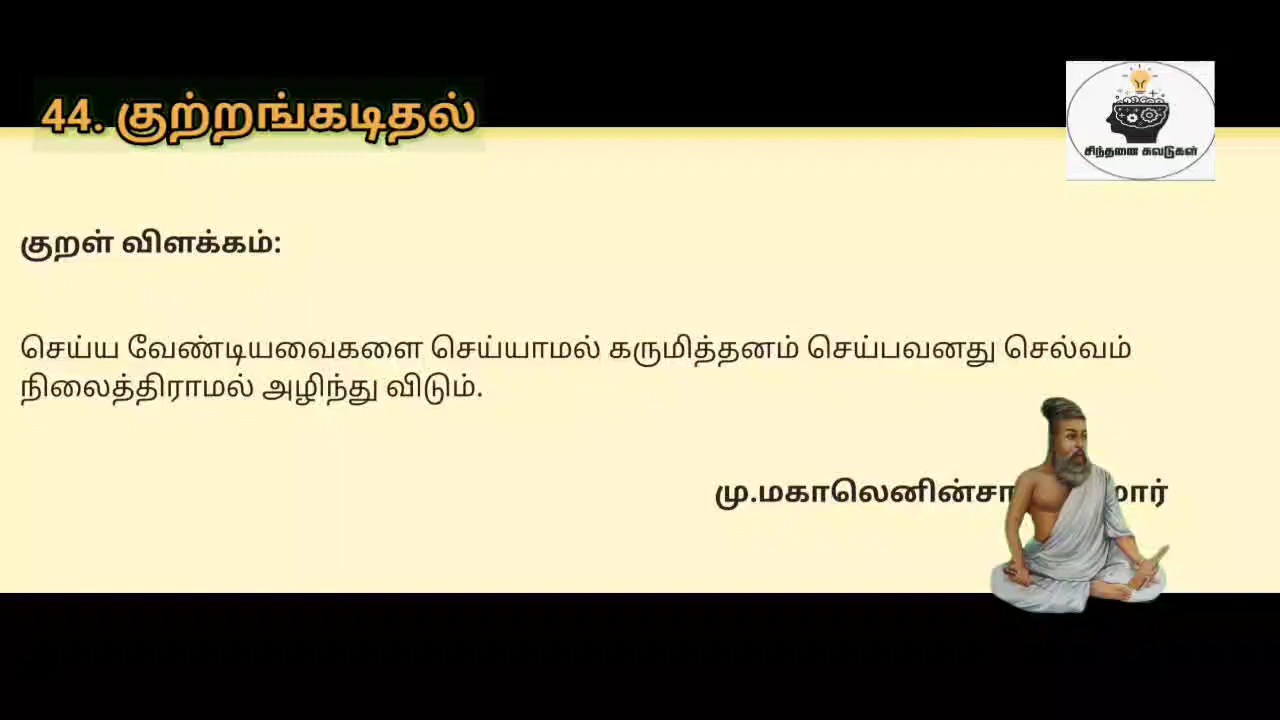 44. குற்றங்கடிதல்
சிந்தனை சுவடுகள்
குறள் விளக்கம்:
செய்ய வேண்டியவைகளை செய்யாமல் கருமித்தனம் செய்பவனது செல்வம்
நிலைத்திராமல் அழிந்து விடும்.